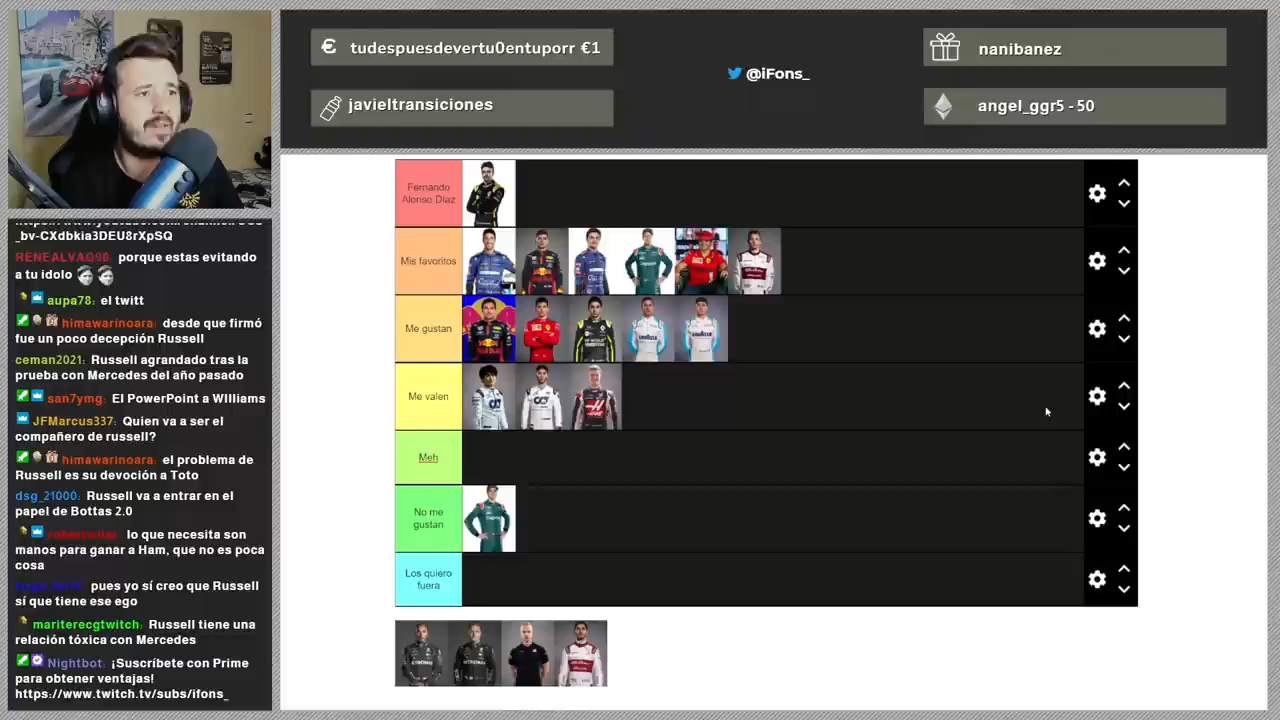 tudespuesdevertu0entuporr €1
nanibanez
@iFons_
javieltransiciones
angel_ggr5 - 50
bv-CXdbkia3DEU8rXpSQ
porque estas evitando
a tu idolo
aupa78: el twitt
himawarinoara: desde que firmó
fue un poco decepción Russell
ceman2021: Russell agrandado tras la
prueba con Mercedes del año pasado
san7ymg: El PowerPoint a WIlliams
JFMarcus337: Quien va a ser el
compañero de russell?
himawarinoara: el problema de
Russell es su devoción a Toto
dsg_21000: Russell va a entrar en el
papel de Bottas 2.0
lo que necesita son
manos para ganar a Ham, que no es poca
cosa
pues yo sí creo que Russell
sí que tiene ese ego
mariterecgtwitch: Russell tiene una
relación tóxica con Mercedes
Nightbot: ¡Suscríbete con Prime
para obtener ventajas!
https://www.twitch.tv/subs/ifons_
Fernando
Alonso Díaz
Mis favoritos
Me gustan
Me valen
Meh
No me
gustan
Los quiero
fuera